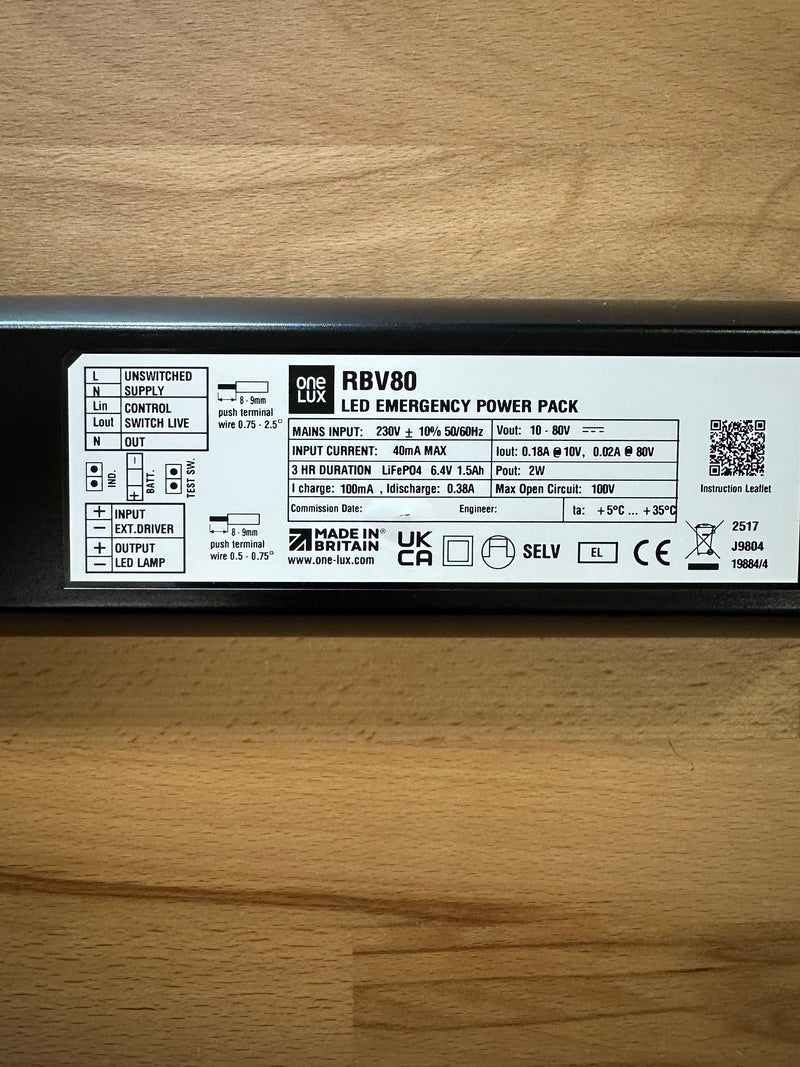 L UNSWITCHED
N SUPPLY
Lin CONTROL
Lout SWITCH LIVE
N OUT
8 - 9mm
push terminal
wire 0.75 - 2.5□
IND.
− + BATT.
TEST SW.
+ INPUT
− EXT.DRIVER
+ OUTPUT
− LED LAMP
8 - 9mm
push terminal
wire 0.5 - 0.75□
one LUX
RBV80
LED EMERGENCY POWER PACK
MAINS INPUT: 230V ± 10% 50/60Hz Vout: 10 - 80V
INPUT CURRENT: 40mA MAX Iout: 0.18A @ 10V, 0.02A @ 80V
3 HR DURATION LiFePO4 6.4V 1.5Ah Pout: 2W
I charge: 100mA , Idischarge: 0.38A Max Open Circuit: 100V
Commission Date: Engineer: ta: +5°C ... +35°C
MADE IN®
BRITAIN
www.one-lux.com
UK
CA
SELV
EL
CE
Instruction Leaflet
2517
J9804
19884/4